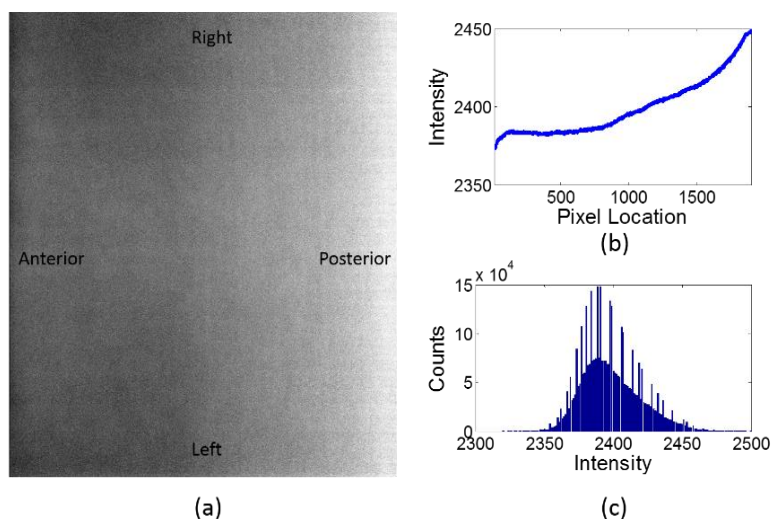 Right
Anterior
Posterior
Left
(a)
2450
2400
2350
Intensity
500
1000
1500
Pixel Location
(b)
15 x 10^4
10
5
0
Counts
2300
2350
2400
2450
2500
Intensity
(c)